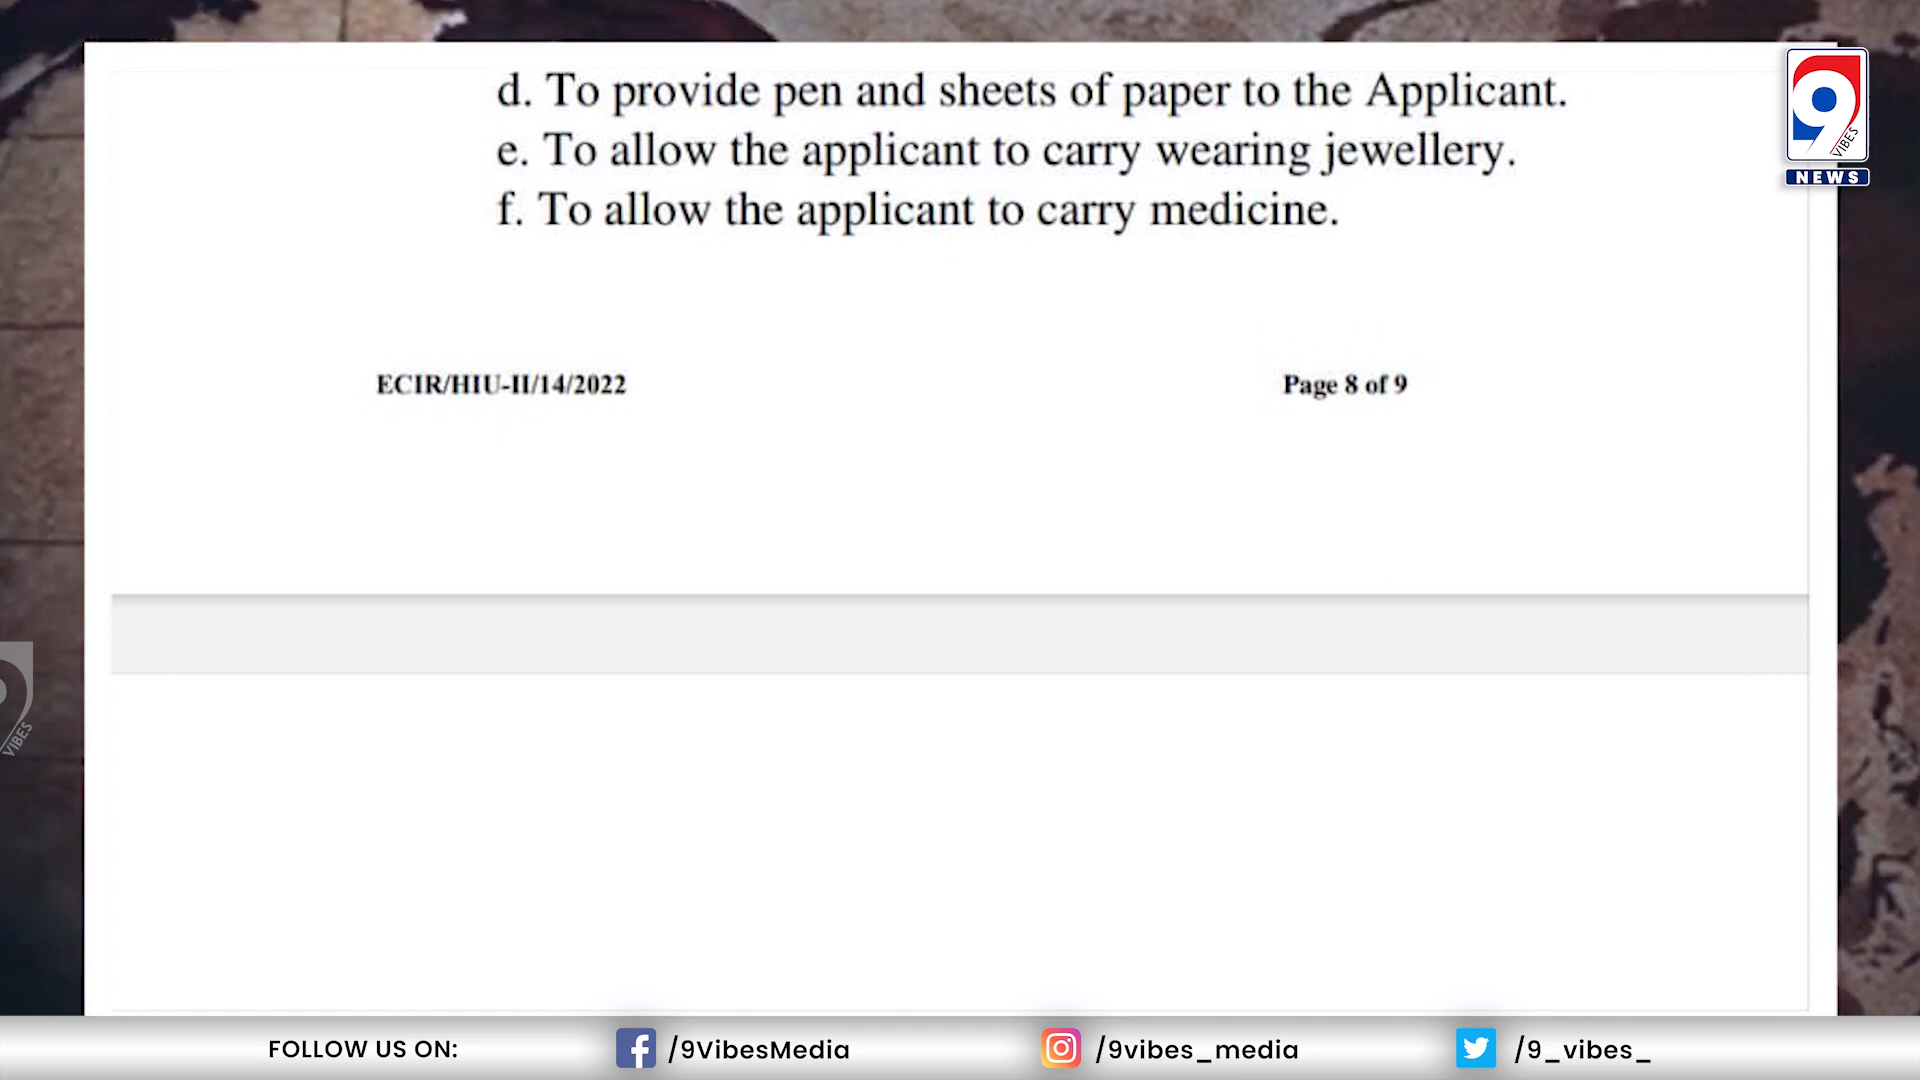 d. To provide pen and sheets of paper to the Applicant.
e. To allow the applicant to carry wearing jewellery.
f. To allow the applicant to carry medicine.
ECIR/HIU-II/14/2022
Page 8 of 9
9
VIBES
NEWS
VIBES
FOLLOW US ON:
/9VibesMedia
/9vibes_media
/9_vibes_